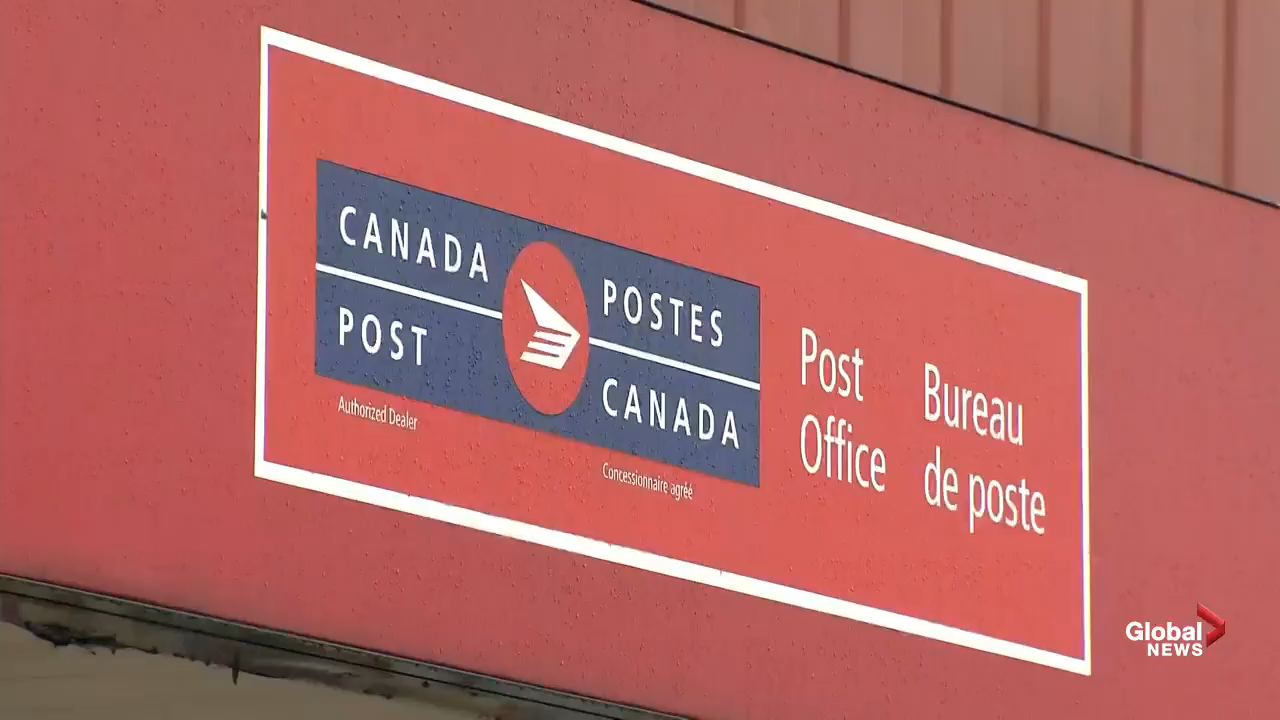 CANADA
POST
POSTES
CANADA
Authorized Dealer
Concessionnaire agréé
Post
Office
Bureau
de poste
Global
NEWS